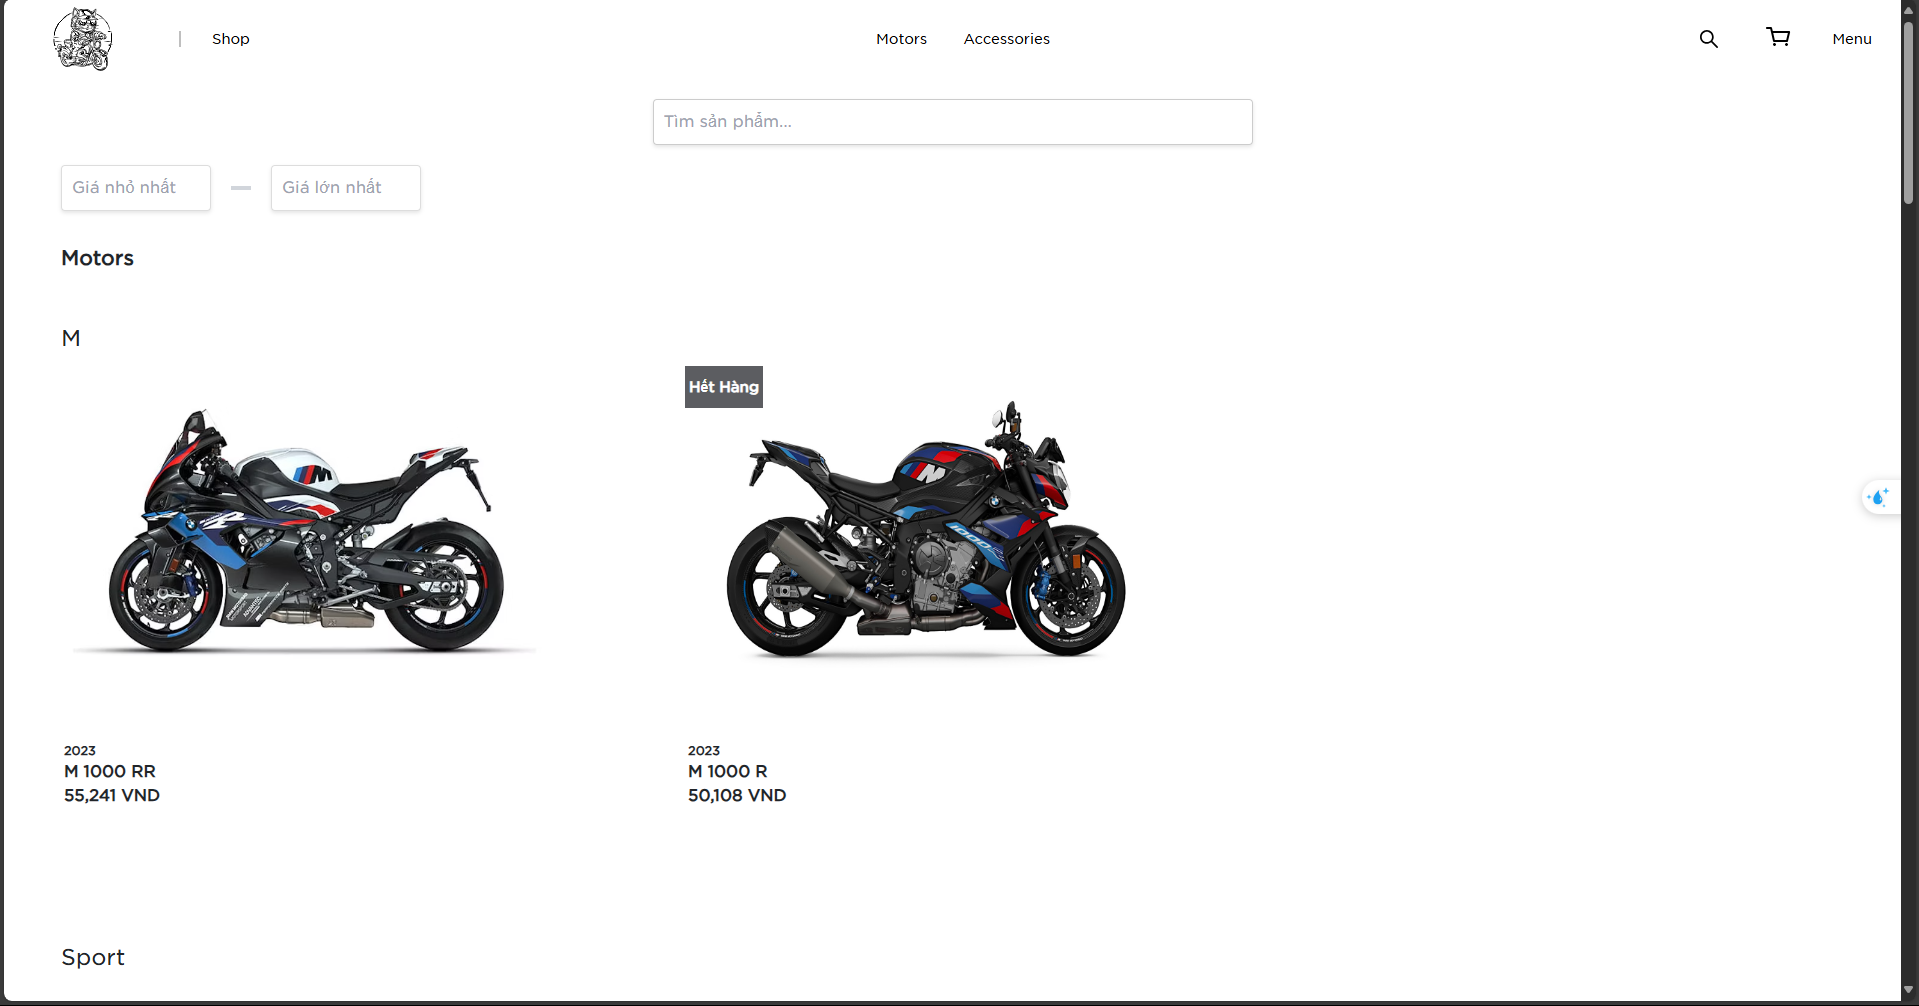 Shop
Motors
Accessories
Menu
Tìm sản phẩm...
Giá nhỏ nhất
Giá lớn nhất
Motors
M
Hết Hàng
M
M
1000
2023
M 1000 RR
55,241 VND
2023
M 1000 R
50,108 VND
Sport